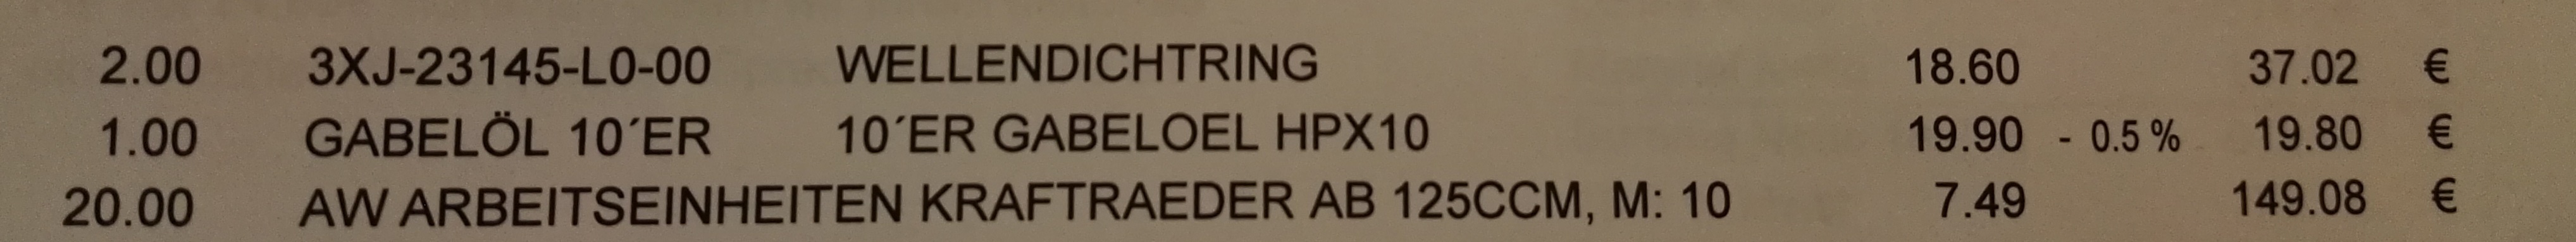 2.00 3XJ-23145-L0-00 WELLENDICHTRING 18.60 37.02 €
1.00 GABELÖL 10´ER 10´ER GABELOEL HPX10 19.90 - 0.5 % 19.80 €
20.00 AW ARBEITSEINHEITEN KRAFTRAEDER AB 125CCM, M: 10 7.49 149.08 €